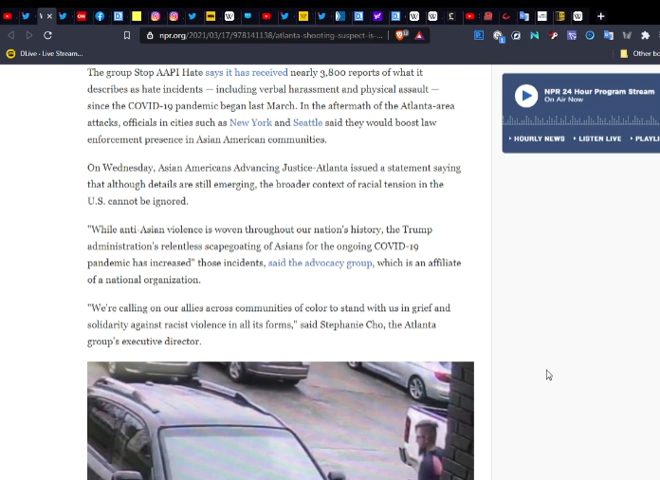 npr.org/2021/03/17/978141138/atlanta-shooting-suspect-is-...
DLive - Live Stream...
Other bo
The group Stop AAPI Hate says it has received nearly 3,800 reports of what it
describes as hate incidents — including verbal harassment and physical assault —
since the COVID-19 pandemic began last March. In the aftermath of the Atlanta-area
attacks, officials in cities such as New York and Seattle said they would boost law
enforcement presence in Asian American communities.
On Wednesday, Asian Americans Advancing Justice-Atlanta issued a statement saying
that although details are still emerging, the broader context of racial tension in the
U.S. cannot be ignored.
"While anti-Asian violence is woven throughout our nation's history, the Trump
administration's relentless scapegoating of Asians for the ongoing COVID-19
pandemic has increased" those incidents, said the advocacy group, which is an affiliate
of a national organization.
"We're calling on our allies across communities of color to stand with us in grief and
solidarity against racist violence in all its forms," said Stephanie Cho, the Atlanta
group's executive director.
NPR 24 Hour Program Stream
On Air Now
HOURLY NEWS
LISTEN LIVE
PLAYLI